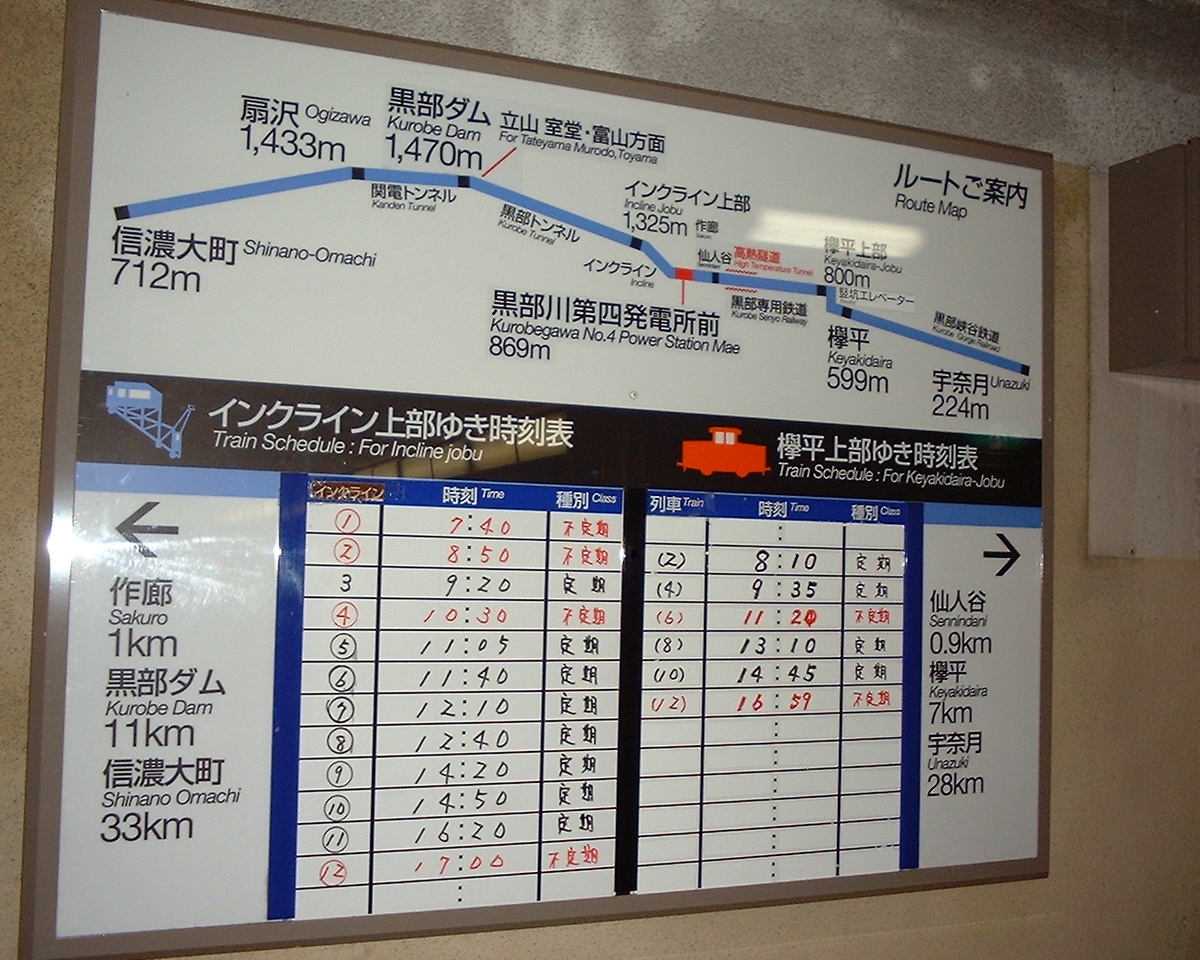 扇沢 Ogizawa
1,433m
黒部ダム
Kurobe Dam
1,470m
立山 室堂・富山方面
For Tateyama Murodo, Toyama
ルートご案内
Route Map
関電トンネル
Kanden Tunnel
黒部トンネル
Kurobe Tunnel
インクライン上部
Incline Jobu
1,325m
作廊
Sakuro
信濃大町 Shinano-Omachi
712m
インクライン
Incline
仙人谷
Sennindani
高熱隧道
High Temperature Tunnel
欅平上部
Keyakidaira-Jobu
800m
竪坑エレベーター
黒部川第四発電所前
Kurobegawa No.4 Power Station Mae
869m
黒部専用鉄道
Kurobe Senyo Railway
欅平
Keyakidaira
599m
黒部峡谷鉄道
Kurobe Gorge Railroad
宇奈月 Unazuki
224m
インクライン上部ゆき時刻表
Train Schedule : For Incline jobu
欅平上部ゆき時刻表
Train Schedule : For Keyakidaira-Jobu
←
作廊
Sakuro
1km
黒部ダム
Kurobe Dam
11km
信濃大町
Shinano Omachi
33km
インクライン 時刻 Time 種別 Class
① 7:40 不定期
② 8:50 不定期
3 9:20 定期
④ 10:30 不定期
⑤ 11:05 定期
⑥ 11:40 定期
⑦ 12:10 定期
⑧ 12:40 定期
⑨ 14:20 定期
⑩ 14:50 定期
⑪ 16:20 定期
⑫ 17:00 不定期
:
列車 Train 時刻 Time 種別 Class
:
(2) 8:10 定期
(4) 9:35 定期
(6) 11:20 不定期
(8) 13:10 定期
(10) 14:45 定期
(12) 16:59 不定期
→
仙人谷
Sennindani
0.9km
欅平
Keyakidaira
7km
宇奈月
Unazuki
28km